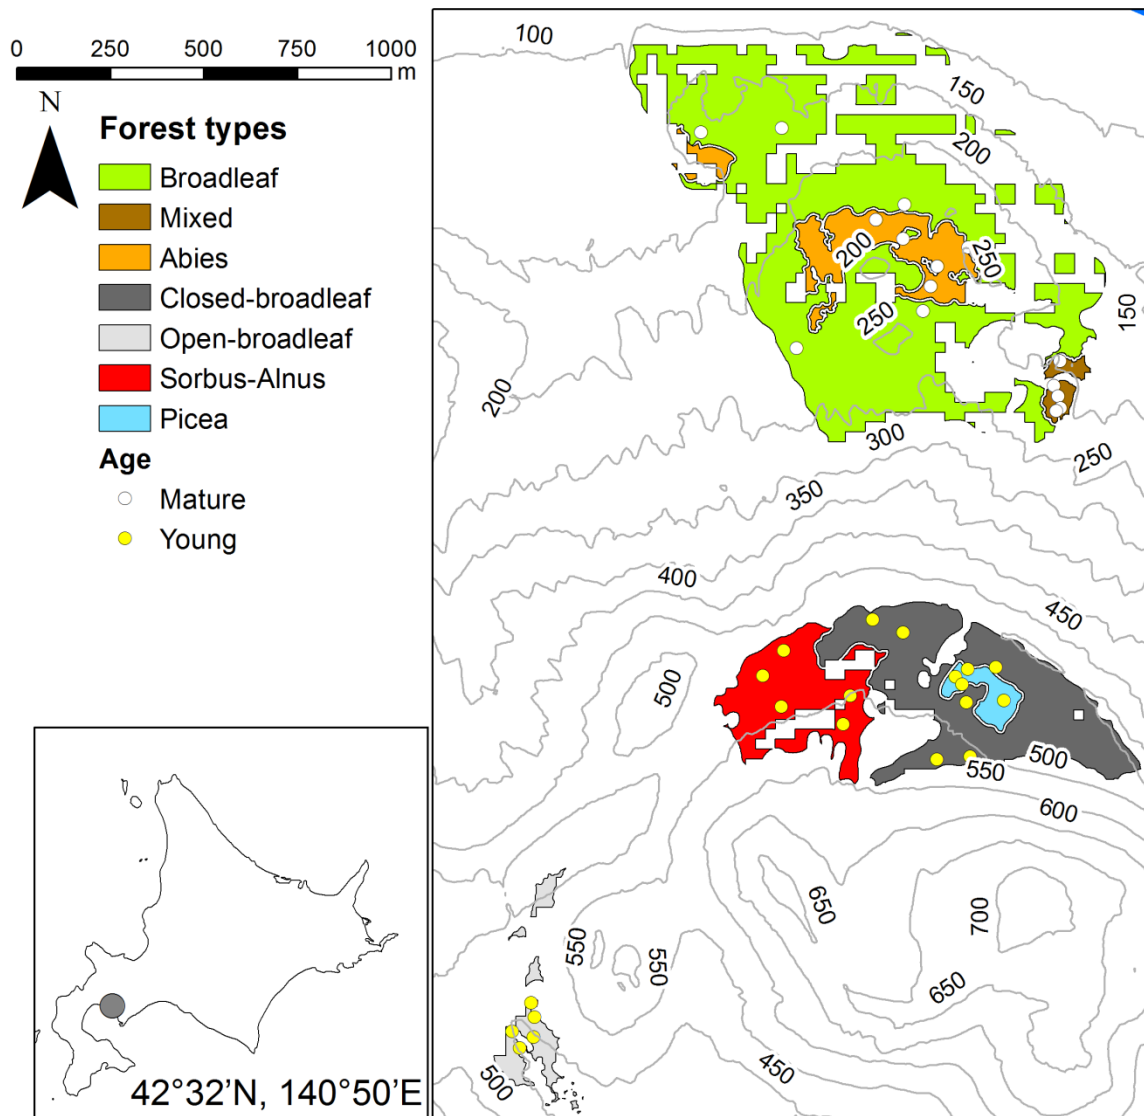 0 250 500 750 1000
m
N
Forest types
Broadleaf
Mixed
Abies
Closed-broadleaf
Open-broadleaf
Sorbus-Alnus
Picea
Age
Mature
Young
100
150
200
250
200
150
250
200
300
250
350
400
450
500
500
550
600
650
700
550
550
650
450
500
42°32’N, 140°50’E